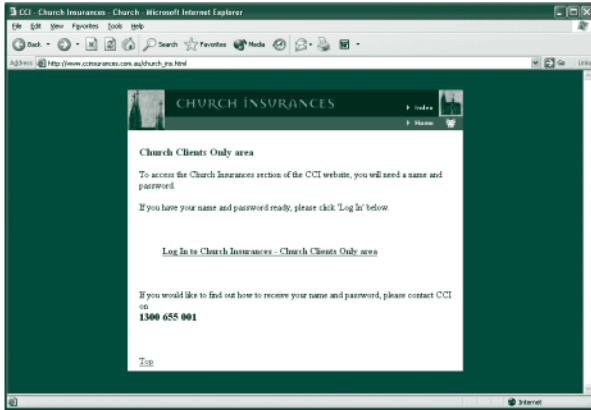 CCI - Church Insurances - Church - Microsoft Internet Explorer
File Edit View Favorites Tools Help
Back Search Favorites Media
Address http://www.ccinsurances.com.au/church_ins.html Go Links
CHURCH INSURANCES
Index
Home
Church Clients Only area
To access the Church Insurances section of the CCI website, you will need a name and
password.
If you have your name and password ready, please click 'Log In' below.
Log In to Church Insurances - Church Clients Only area
If you would like to find out how to receive your name and password, please contact CCI
on
1300 655 001
Top
Internet